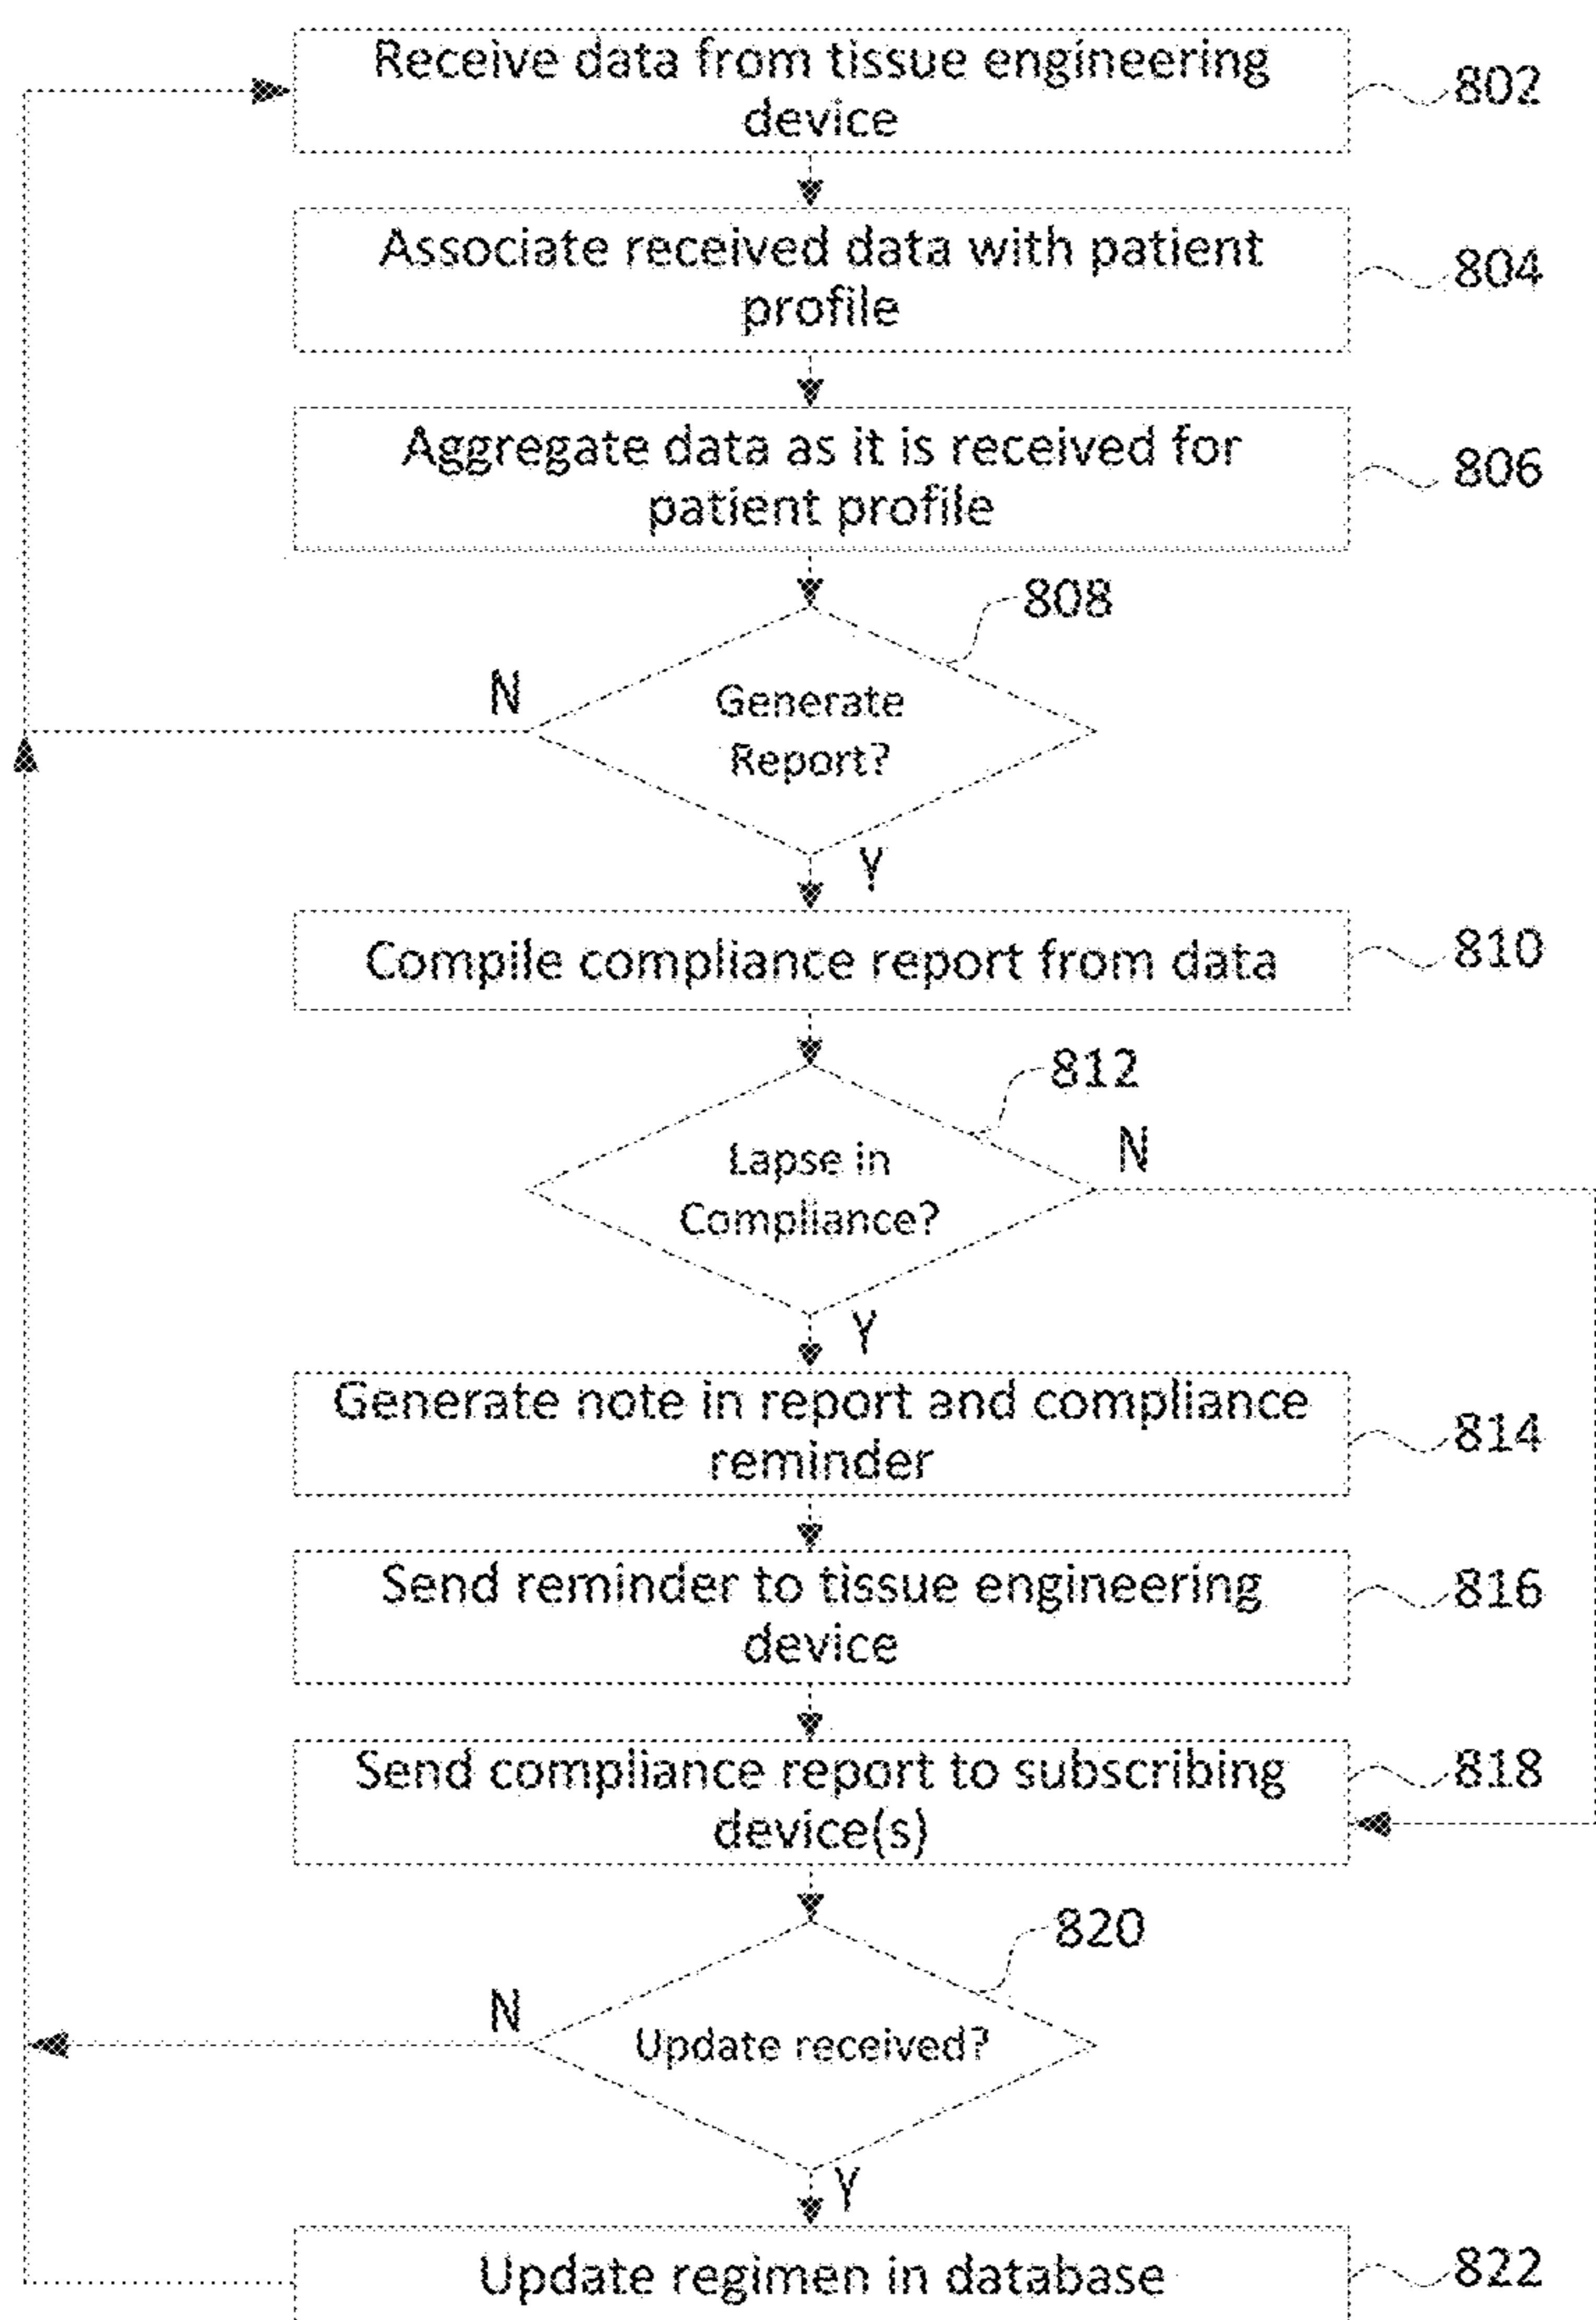 Receive data from tissue engineering
device
802
Associate received data with patient
profile
804
Aggregate data as it is received for
patient profile
806
808
N
Generate
Report?
Y
Compile compliance report from data
810
812
N
Lapse in
Compliance?
Y
Generate note in report and compliance
reminder
814
Send reminder to tissue engineering
device
816
Send compliance report to subscribing
device(s)
818
820
N
Update received?
Y
Update regimen in database
822